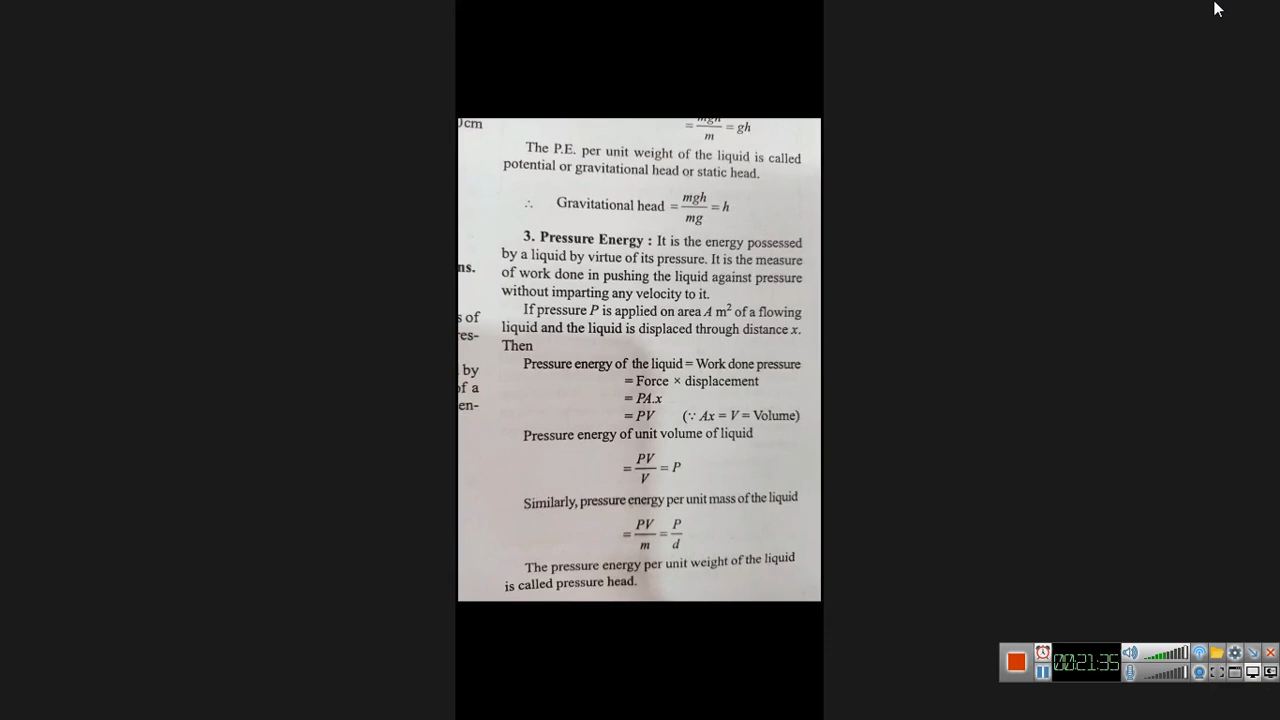 )cm
= mgh/m = gh
The P.E. per unit weight of the liquid is called
potential or gravitational head or static head.
∴ Gravitational head = mgh/mg = h
3. Pressure Energy : It is the energy possessed
by a liquid by virtue of its pressure. It is the measure
ns.
of work done in pushing the liquid against pressure
without imparting any velocity to it.
If pressure P is applied on area A m² of a flowing
s of
liquid and the liquid is displaced through distance x.
res-
Then
Pressure energy of the liquid = Work done pressure
by
= Force × displacement
of a
= PA.x
en-
= PV (∵ Ax = V = Volume)
Pressure energy of unit volume of liquid
= PV/V = P
Similarly, pressure energy per unit mass of the liquid
= PV/m = P/d
The pressure energy per unit weight of the liquid
is called pressure head.
00:21:35